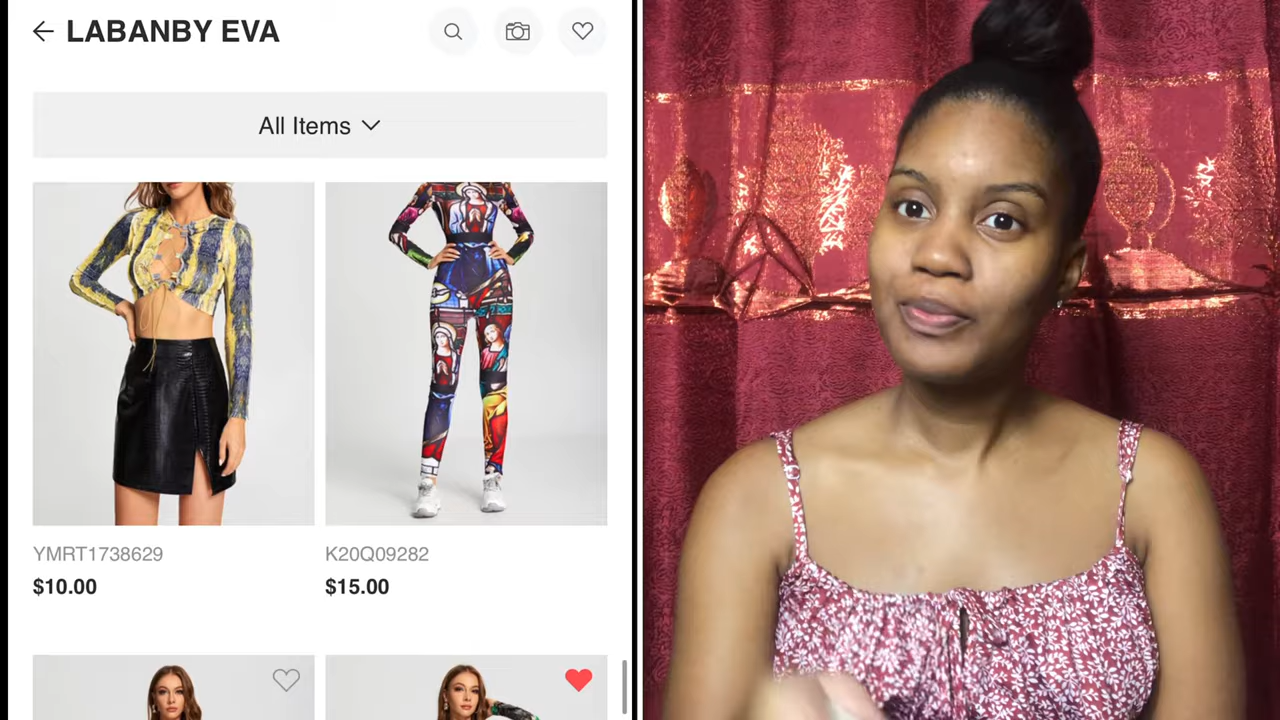 LABANBY EVA
All Items
YMRT1738629
K20Q09282
$10.00
$15.00